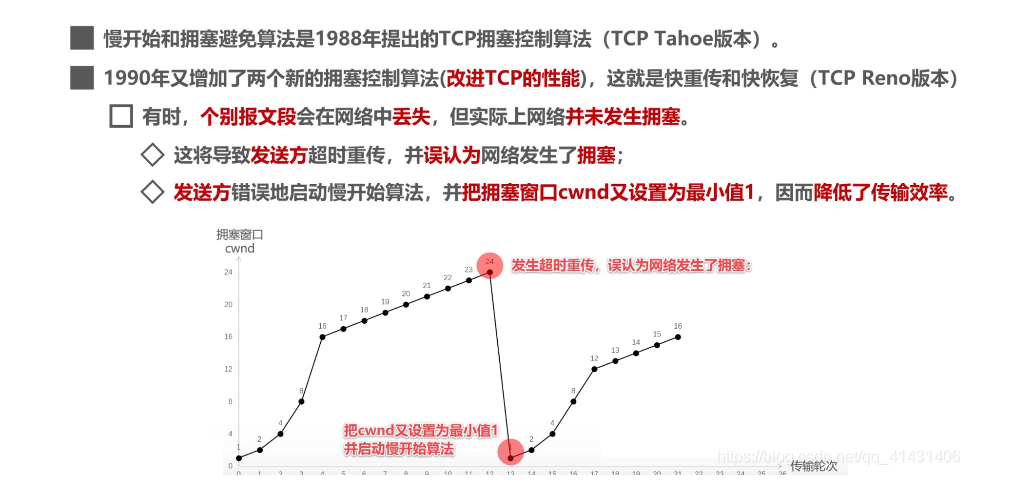 慢开始和拥塞避免算法是1988年提出的TCP拥塞控制算法（TCP Tahoe版本）。
1990年又增加了两个新的拥塞控制算法(改进TCP的性能)，这就是快重传和快恢复（TCP Reno版本）
有时，个别报文段会在网络中丢失，但实际上网络并未发生拥塞。
这将导致发送方超时重传，并误认为网络发生了拥塞；
发送方错误地启动慢开始算法，并把拥塞窗口cwnd又设置为最小值1，因而降低了传输效率。
拥塞窗口
cwnd
24
20
16
12
8
4
0
1
2
4
8
16
17
18
19
20
21
22
23
24
2
4
8
12
13
14
15
16
发生超时重传，误认为网络发生了拥塞：
把cwnd又设置为最小值1
并启动慢开始算法
0 1 2 3 4 5 6 7 8 9 10 11 12 13 14 15 16 17 18 19 20 21 22 23 24 25 26
传输轮次
https://blog.csdn.net/qq_41431406